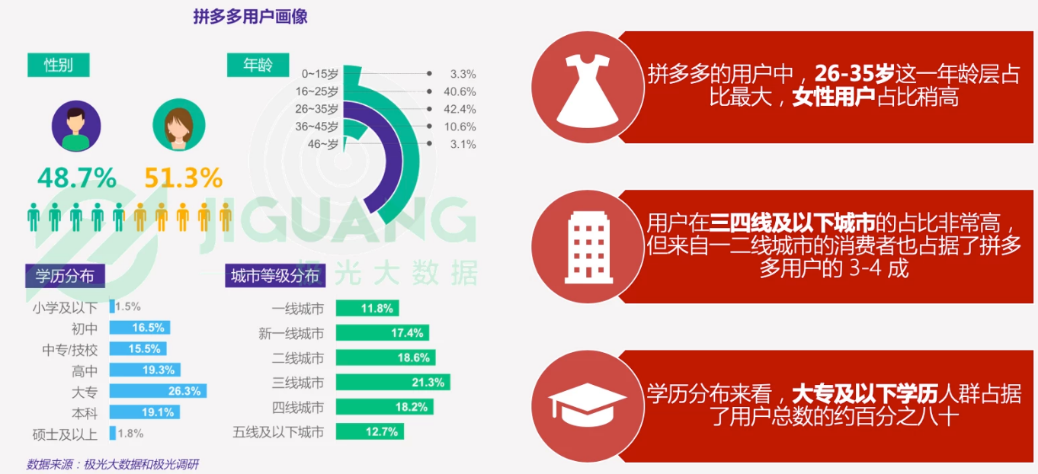 拼多多用户画像
性别
48.7%
51.3%
年龄
0~15岁 3.3%
16~25岁 40.6%
26~35岁 42.4%
36~45岁 10.6%
46~岁 3.1%
JIGUANG
极光大数据
学历分布
小学及以下 1.5%
初中 16.5%
中专/技校 15.5%
高中 19.3%
大专 26.3%
本科 19.1%
硕士及以上 1.8%
城市等级分布
一线城市 11.8%
新一线城市 17.4%
二线城市 18.6%
三线城市 21.3%
四线城市 18.2%
五线及以下城市 12.7%
数据来源：极光大数据和极光调研
拼多多的用户中，26-35岁这一年龄层占
比最大，女性用户占比稍高
用户在三四线及以下城市的占比非常高，
但来自一二线城市的消费者也占据了拼多
多用户的 3-4 成
学历分布来看，大专及以下学历人群占据
了用户总数的约百分之八十